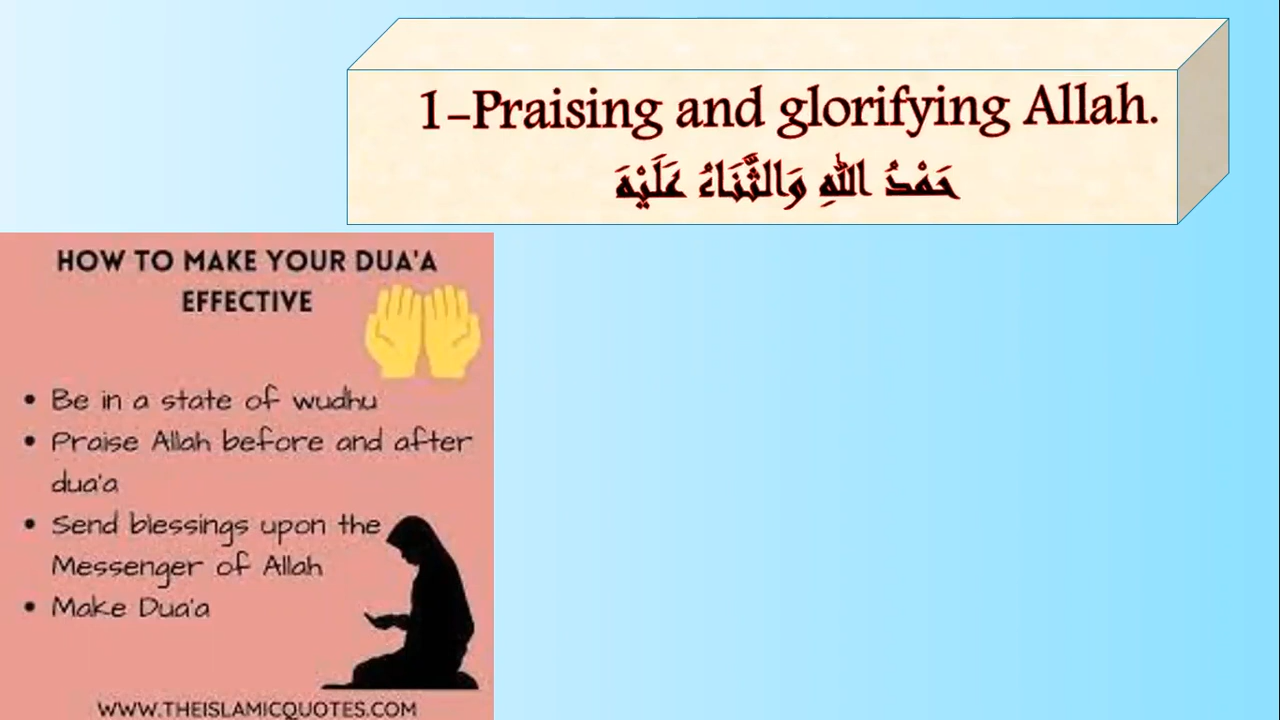 1-Praising and glorifying Allah.
حَمْدُ اللهِ وَالثَّنَاءُ عَلَيْهَ
HOW TO MAKE YOUR DUA'A
EFFECTIVE
• Be in a state of wudhu
• Praise Allah before and after
dua'a
• Send blessings upon the
Messenger of Allah
• Make Dua'a
WWW.THEISLAMICQUOTES.COM